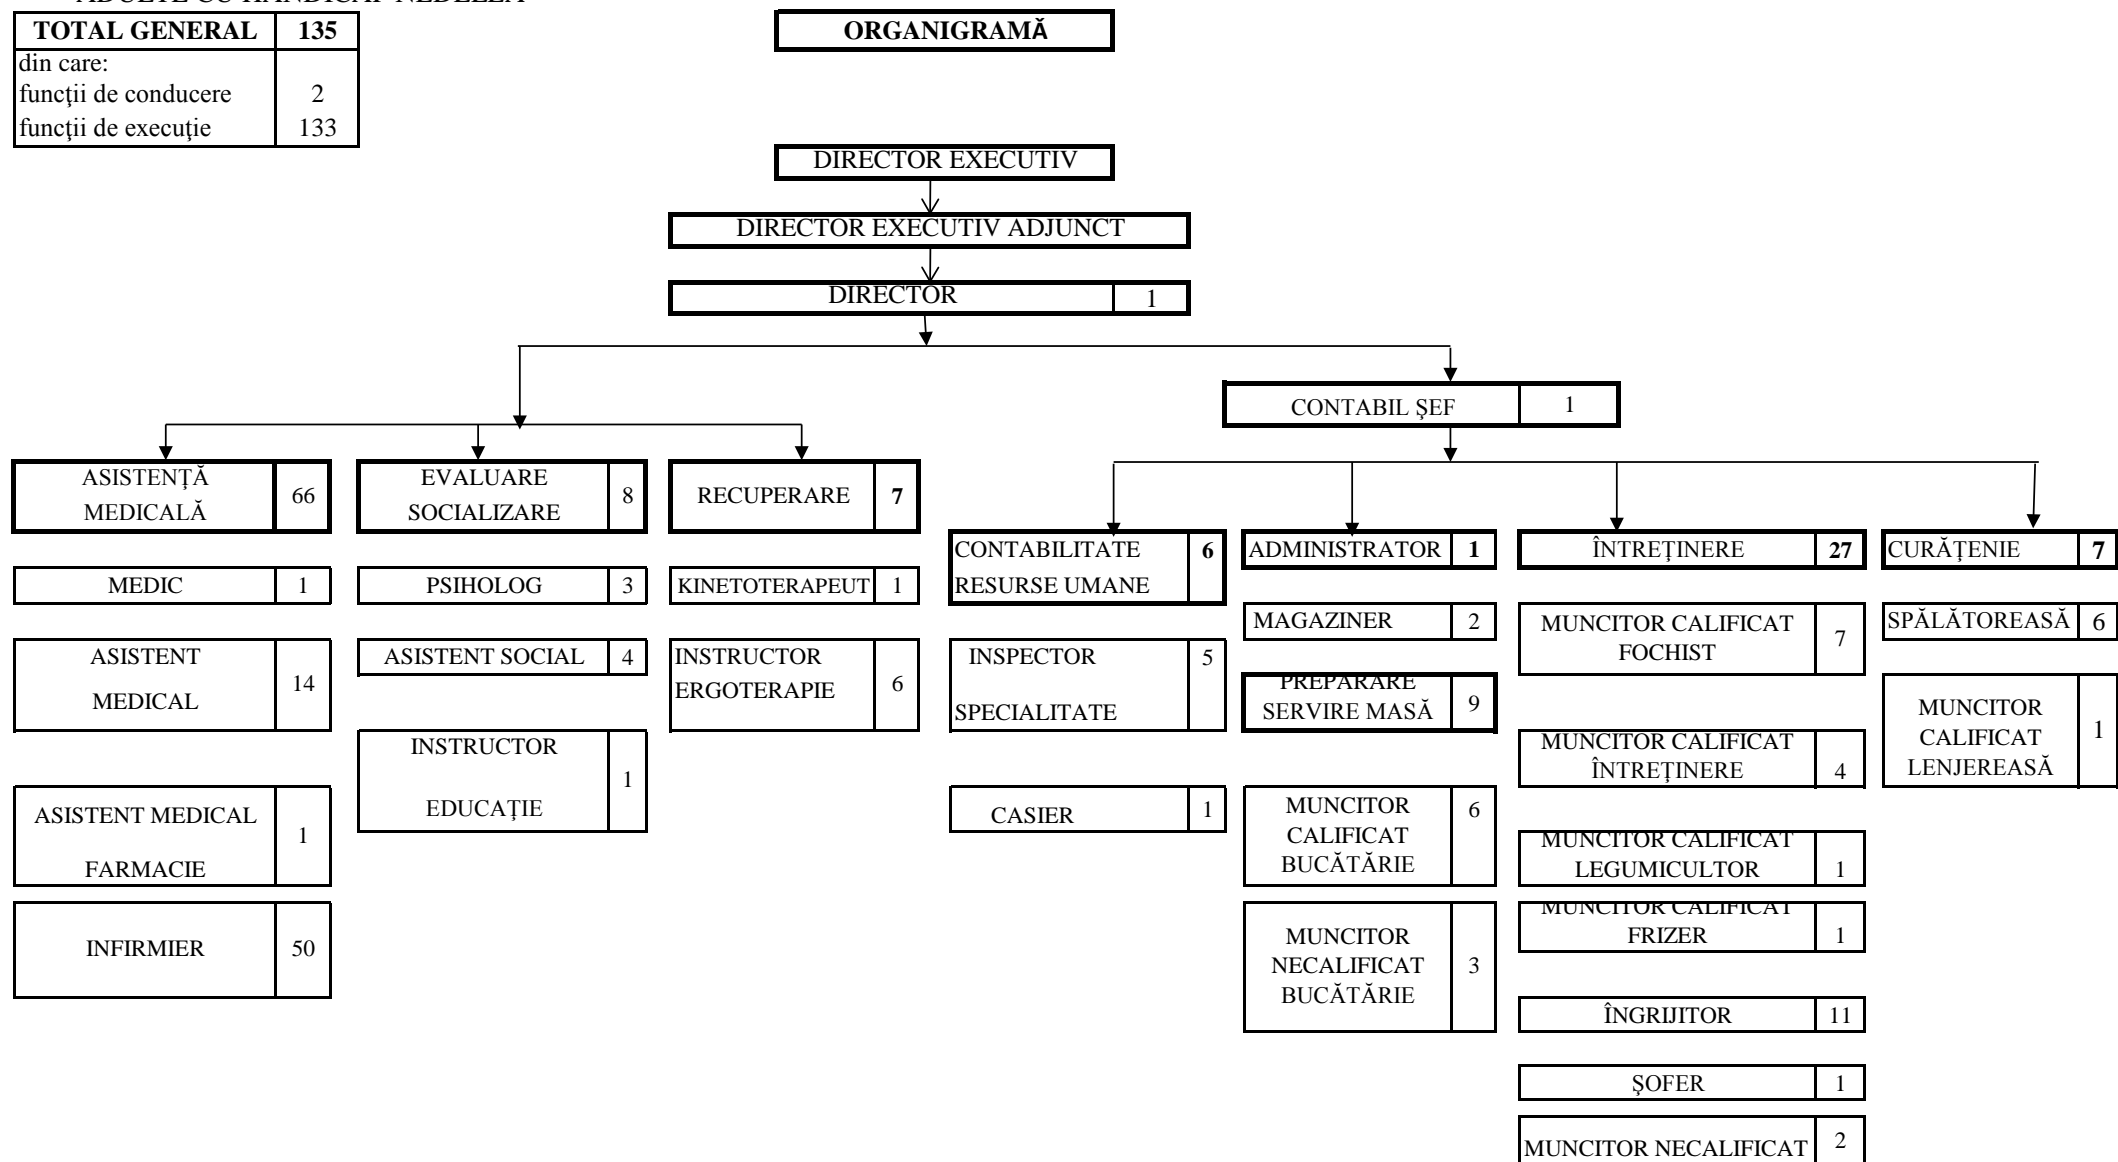 TOTAL GENERAL 135
din care:
funcţii de conducere 2
funcţii de execuţie 133
ORGANIGRAMĂ
DIRECTOR EXECUTIV
DIRECTOR EXECUTIV ADJUNCT
DIRECTOR 1
CONTABIL ŞEF 1
ASISTENŢĂ
MEDICALĂ
66
MEDIC 1
ASISTENT
MEDICAL
14
ASISTENT MEDICAL
FARMACIE
1
INFIRMIER 50
EVALUARE
SOCIALIZARE
8
PSIHOLOG 3
ASISTENT SOCIAL 4
INSTRUCTOR
EDUCAŢIE
1
RECUPERARE 7
KINETOTERAPEUT 1
INSTRUCTOR
ERGOTERAPIE
6
CONTABILITATE 6
RESURSE UMANE
INSPECTOR 5
SPECIALITATE
CASIER 1
ADMINISTRATOR 1
MAGAZINER 2
PREPARARE
SERVIRE MASĂ 9
MUNCITOR 6
CALIFICAT
BUCĂTĂRIE
MUNCITOR
NECALIFICAT 3
BUCĂTĂRIE
ÎNTREŢINERE 27
MUNCITOR CALIFICAT
FOCHIST
7
MUNCITOR CALIFICAT
ÎNTREŢINERE 4
MUNCITOR CALIFICAT
LEGUMICULTOR 1
MUNCITOR CALIFICAT
FRIZER 1
ÎNGRIJITOR 11
ŞOFER 1
MUNCITOR NECALIFICAT 2
CURĂŢENIE 7
SPĂLĂTOREASĂ 6
MUNCITOR
CALIFICAT 1
LENJEREASĂ